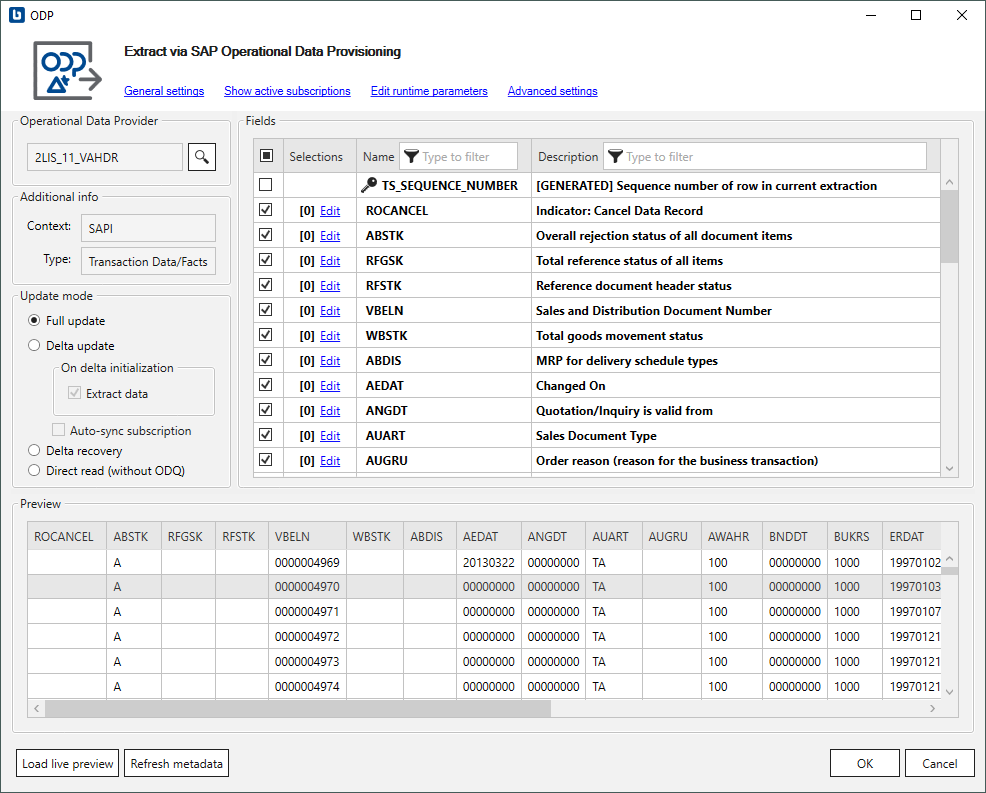 ODP
Extract via SAP Operational Data Provisioning
General settings Show active subscriptions Edit runtime parameters Advanced settings
Operational Data Provider
2LIS_11_VAHDR
Additional info
Context: SAPI
Type: Transaction Data/Facts
Update mode
Full update
Delta update
On delta initialization
Extract data
Auto-sync subscription
Delta recovery
Direct read (without ODQ)
Fields
Selections Name Type to filter Description Type to filter
TS_SEQUENCE_NUMBER [GENERATED] Sequence number of row in current extraction
[0] Edit ROCANCEL Indicator: Cancel Data Record
[0] Edit ABSTK Overall rejection status of all document items
[0] Edit RFGSK Total reference status of all items
[0] Edit RFSTK Reference document header status
[0] Edit VBELN Sales and Distribution Document Number
[0] Edit WBSTK Total goods movement status
[0] Edit ABDIS MRP for delivery schedule types
[0] Edit AEDAT Changed On
[0] Edit ANGDT Quotation/Inquiry is valid from
[0] Edit AUART Sales Document Type
[0] Edit AUGRU Order reason (reason for the business transaction)
Preview
ROCANCEL ABSTK RFGSK RFSTK VBELN WBSTK ABDIS AEDAT ANGDT AUART AUGRU AWAHR BNDDT BUKRS ERDAT
A 0000004969 20130322 00000000 TA 100 00000000 1000 19970102
A 0000004970 00000000 00000000 TA 100 00000000 1000 19970103
A 0000004971 00000000 00000000 TA 100 00000000 1000 19970107
A 0000004972 00000000 00000000 TA 100 00000000 1000 19970121
A 0000004973 00000000 00000000 TA 100 00000000 1000 19970121
A 0000004974 00000000 00000000 TA 100 00000000 1000 19970121
Load live preview Refresh metadata OK Cancel